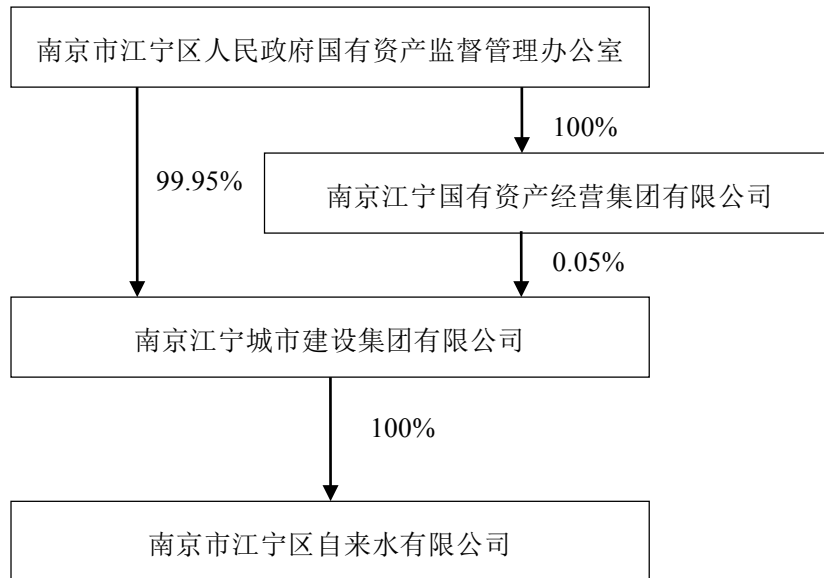 南京市江宁区人民政府国有资产监督管理办公室
100%
99.95%
南京江宁国有资产经营集团有限公司
0.05%
南京江宁城市建设集团有限公司
100%
南京市江宁区自来水有限公司